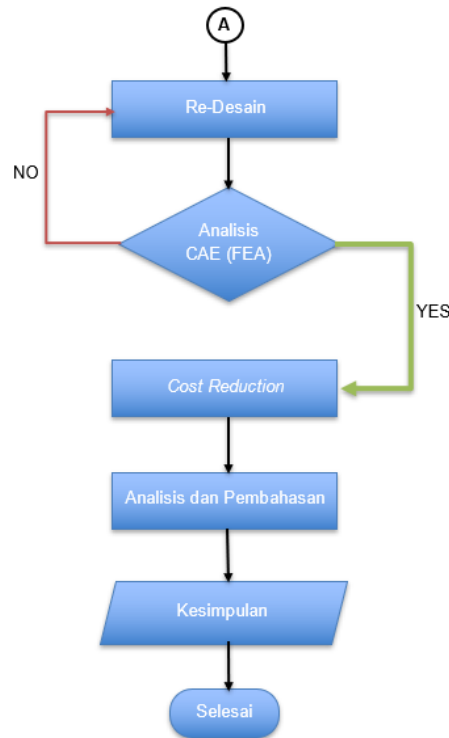 A
Re-Desain
NO
Analisis
CAE (FEA)
YES
Cost Reduction
Analisis dan Pembahasan
Kesimpulan
Selesai